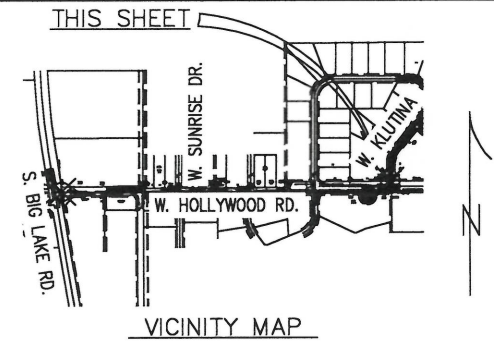 THIS SHEET
W. SUNRISE DR.
W. KLUTINA
S. BIG LAKE RD.
W. HOLLYWOOD RD.
N
VICINITY MAP